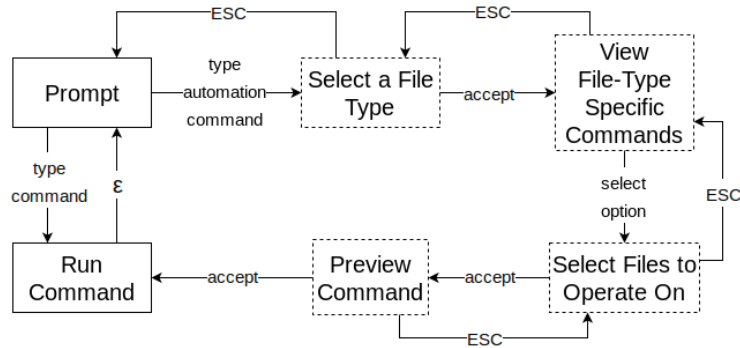 ESC
ESC
Prompt
type
automation
command
Select a File
Type
accept
View
File-Type
Specific
Commands
type
command
ε
select
option
ESC
Run
Command
accept
Preview
Command
accept
Select Files to
Operate On
ESC